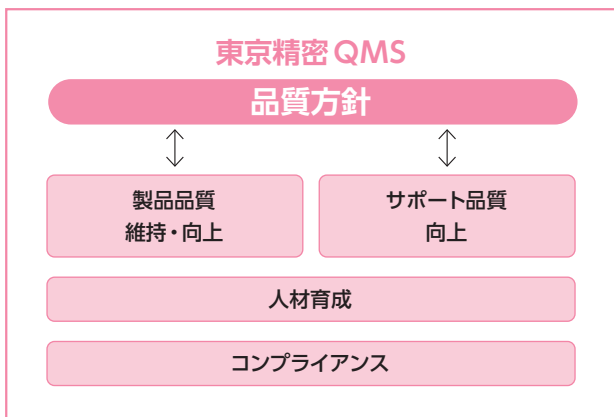 東京精密 QMS
品質方針
製品品質
維持・向上
サポート品質
向上
人材育成
コンプライアンス